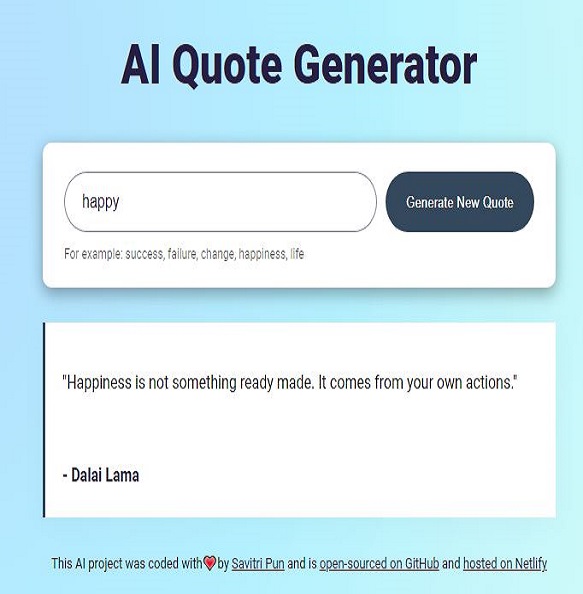 AI Quote Generator
happy
Generate New Quote
For example: success, failure, change, happiness, life
"Happiness is not something ready made. It comes from your own actions."
- Dalai Lama
This AI project was coded with❤️by Savitri Pun and is open-sourced on GitHub and hosted on Netlify